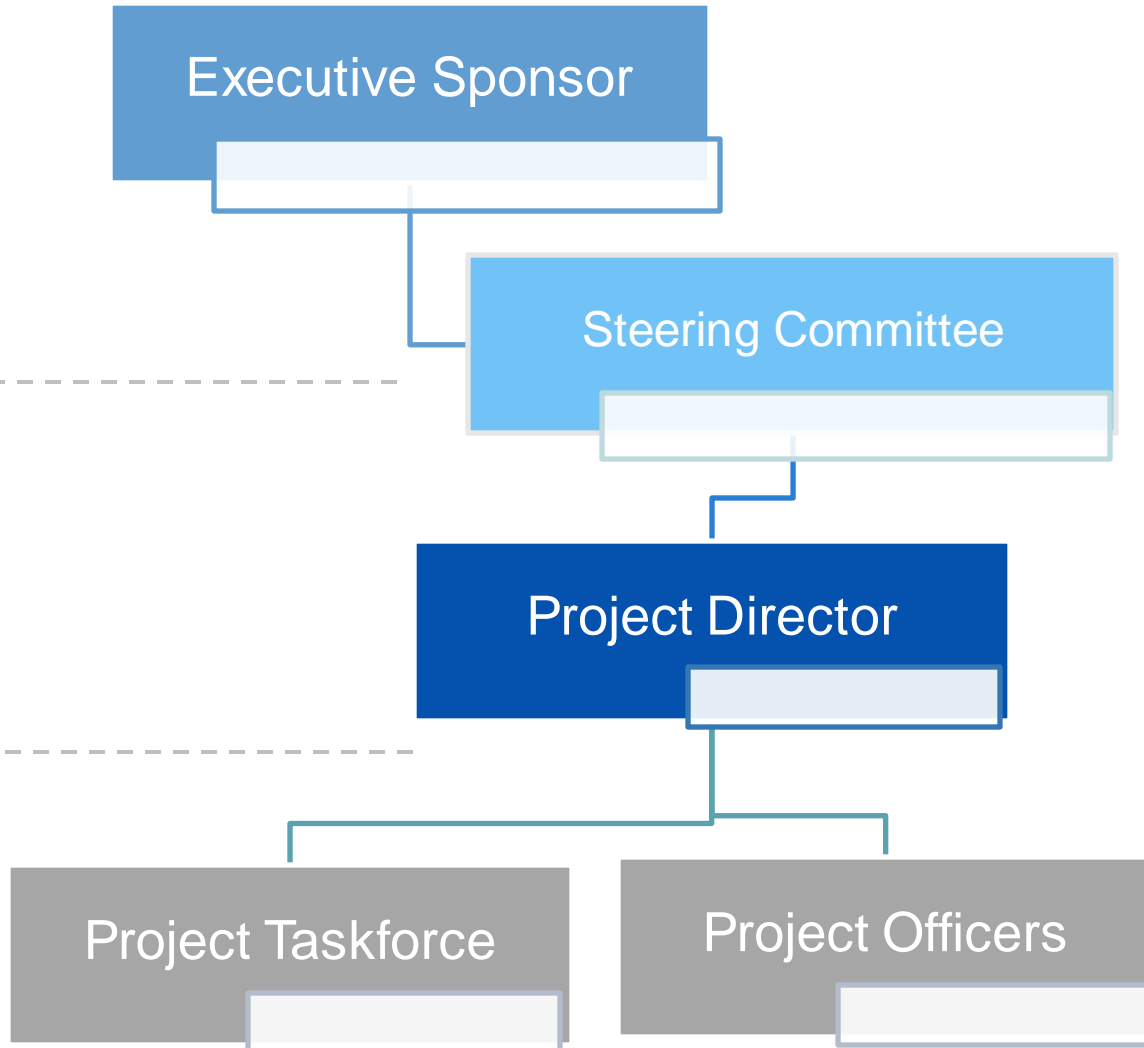 Executive Sponsor
Steering Committee
Project Director
Project Taskforce
Project Officers